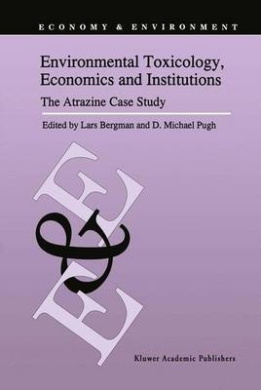 ECONOMY & ENVIRONMENT
Environmental Toxicology,
Economics and Institutions
The Atrazine Case Study
Edited by Lars Bergman and D. Michael Pugh
E
&
E
Kluwer Academic Publishers